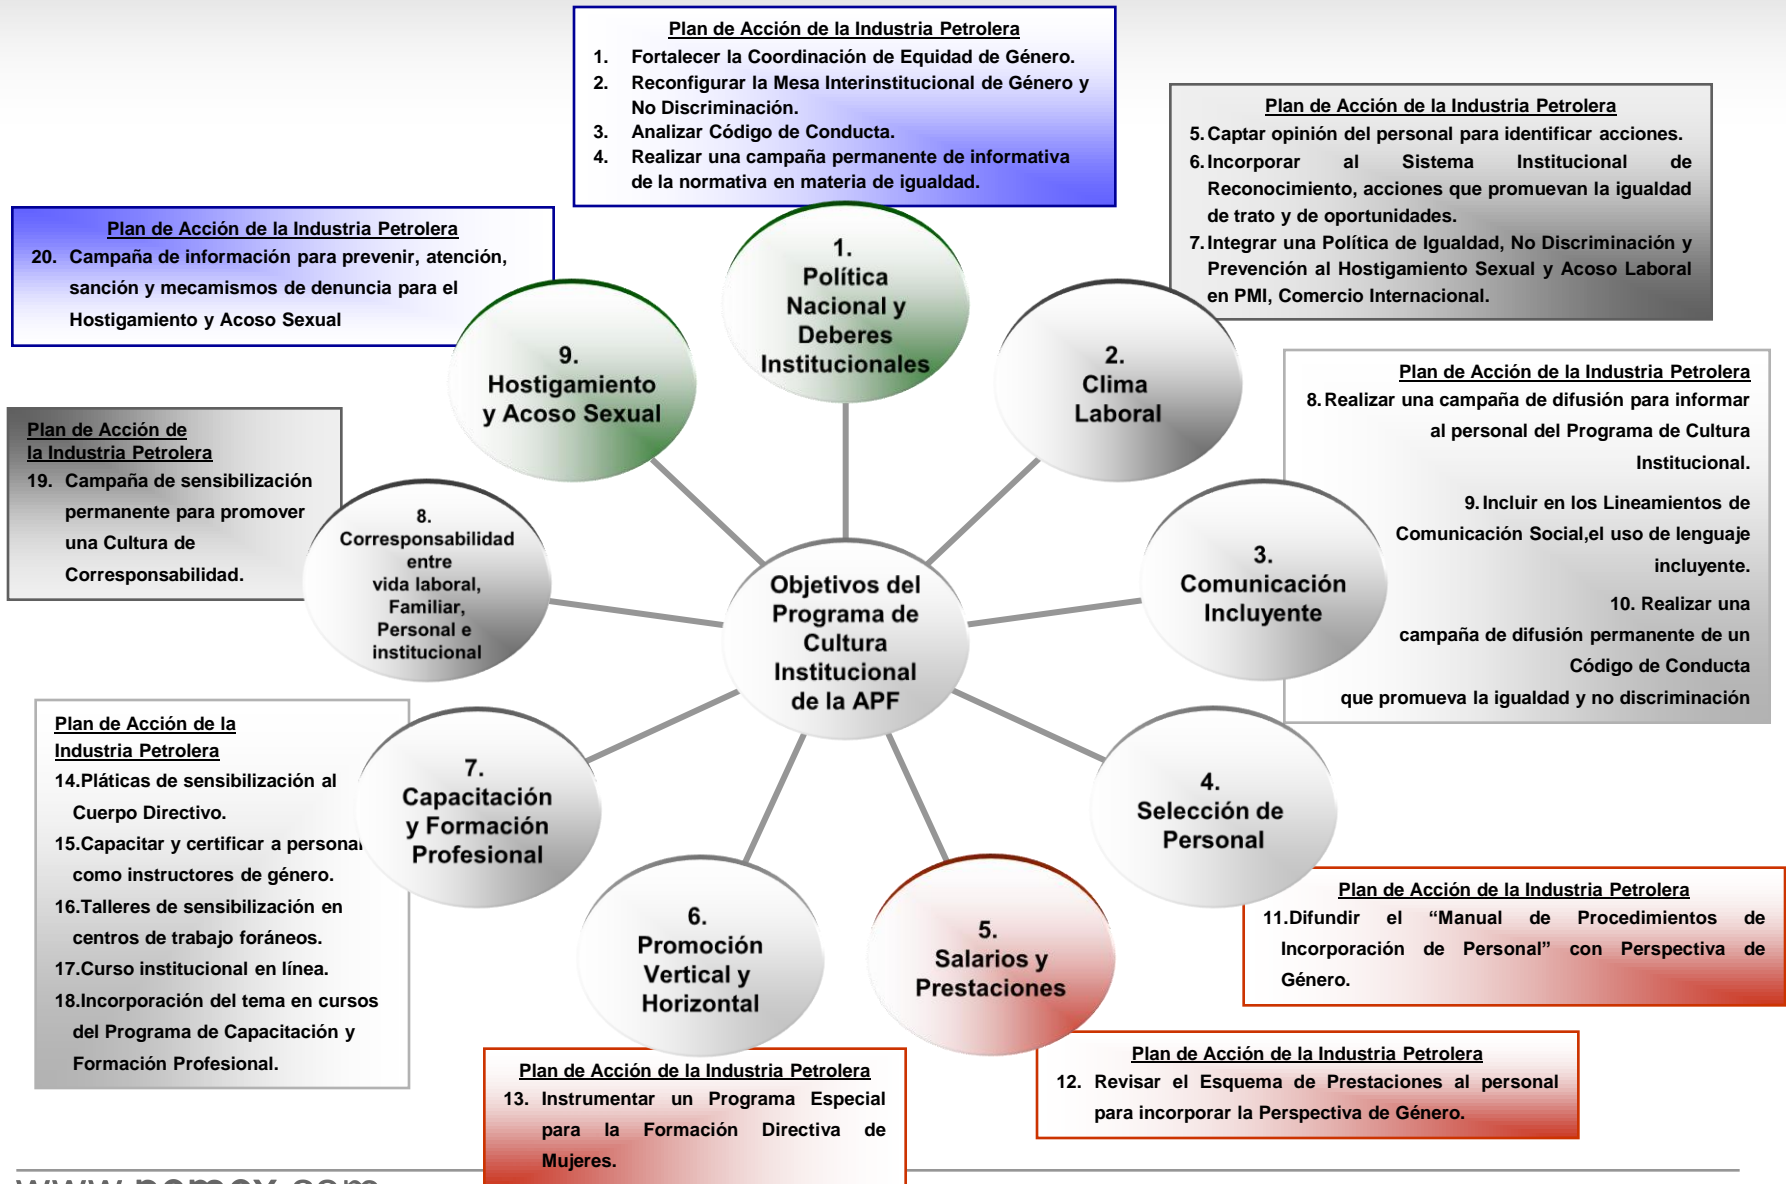 Plan de Acción de la Industria Petrolera
1. Fortalecer la Coordinación de Equidad de Género.
2. Reconfigurar la Mesa Interinstitucional de Género y
No Discriminación.
3. Analizar Código de Conducta.
4. Realizar una campaña permanente de informativa
de la normativa en materia de igualdad.
Plan de Acción de la Industria Petrolera
5. Captar opinión del personal para identificar acciones.
6. Incorporar al Sistema Institucional de
Reconocimiento, acciones que promuevan la igualdad
de trato y de oportunidades.
7. Integrar una Política de Igualdad, No Discriminación y
Prevención al Hostigamiento Sexual y Acoso Laboral
en PMI, Comercio Internacional.
Plan de Acción de la Industria Petrolera
8. Realizar una campaña de difusión para informar
al personal del Programa de Cultura
Institucional.
9. Incluir en los Lineamientos de
Comunicación Social,el uso de lenguaje
incluyente.
10. Realizar una
campaña de difusión permanente de un
Código de Conducta
que promueva la igualdad y no discriminación
Plan de Acción de la Industria Petrolera
11.Difundir el “Manual de Procedimientos de
Incorporación de Personal” con Perspectiva de
Género.
Plan de Acción de la Industria Petrolera
12. Revisar el Esquema de Prestaciones al personal
para incorporar la Perspectiva de Género.
Plan de Acción de la Industria Petrolera
13. Instrumentar un Programa Especial
para la Formación Directiva de
Mujeres.
Plan de Acción de la
Industria Petrolera
14.Pláticas de sensibilización al
Cuerpo Directivo.
15.Capacitar y certificar a personal
como instructores de género.
16.Talleres de sensibilización en
centros de trabajo foráneos.
17.Curso institucional en línea.
18.Incorporación del tema en cursos
del Programa de Capacitación y
Formación Profesional.
Plan de Acción de
la Industria Petrolera
19. Campaña de sensibilización
permanente para promover
una Cultura de
Corresponsabilidad.
Plan de Acción de la Industria Petrolera
20. Campaña de información para prevenir, atención,
sanción y mecamismos de denuncia para el
Hostigamiento y Acoso Sexual
1.
Política
Nacional y
Deberes
Institucionales
2.
Clima
Laboral
3.
Comunicación
Incluyente
4.
Selección de
Personal
5.
Salarios y
Prestaciones
6.
Promoción
Vertical y
Horizontal
7.
Capacitación
y Formación
Profesional
8.
Corresponsabilidad
entre
vida laboral,
Familiar,
Personal e
institucional
9.
Hostigamiento
y Acoso Sexual
Objetivos del
Programa de
Cultura
Institucional
de la APF
www.pemex.com